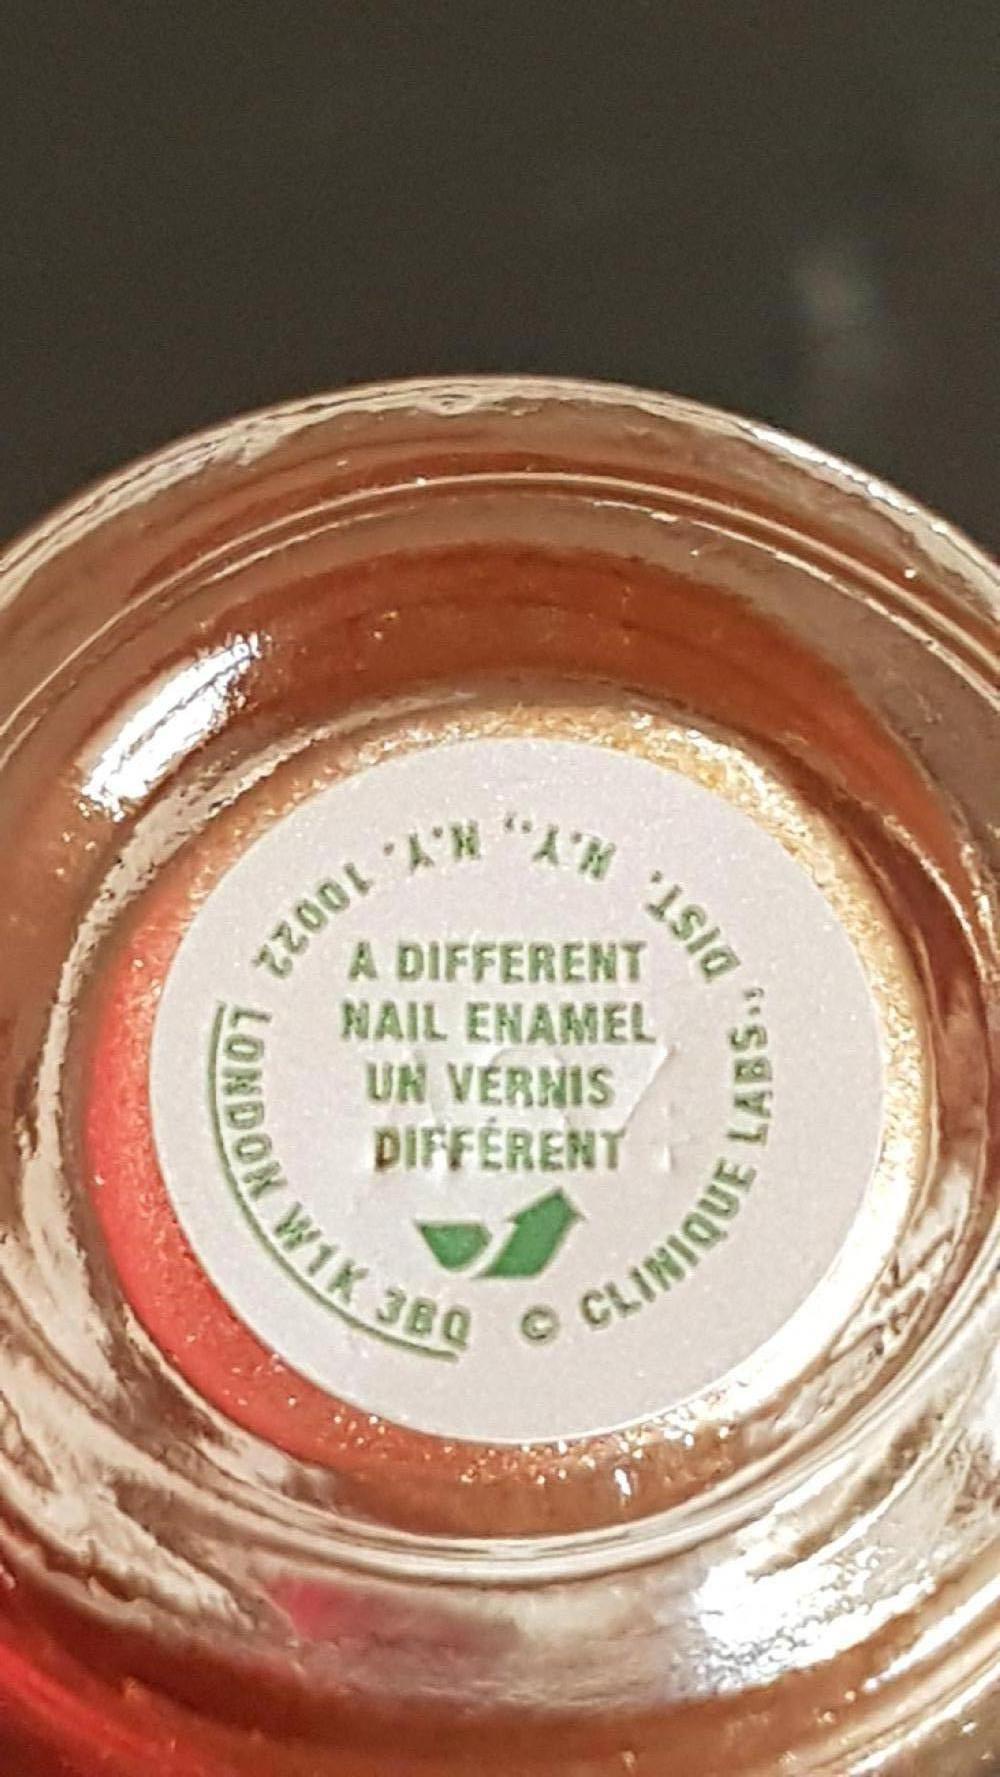 A DIFFERENT
NAIL ENAMEL
UN VERNIS
DIFFÉRENT
© CLINIQUE LABS., DIST. N.Y., N.Y. 10022 LONDON W1K 3BQ